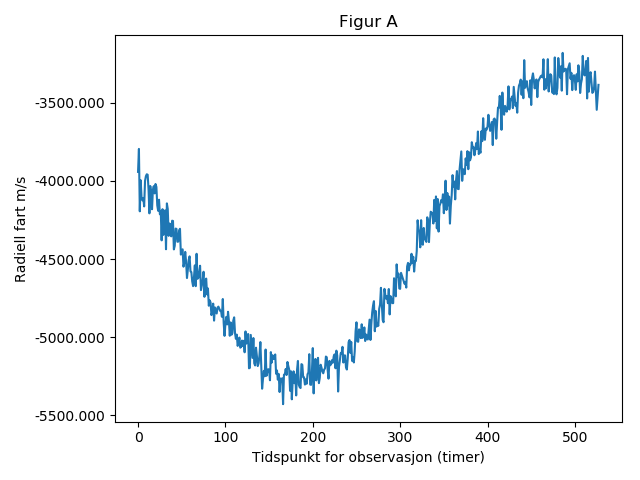 Figur A
Radiell fart m/s
-3500.000
-4000.000
-4500.000
-5000.000
-5500.000
0 100 200 300 400 500
Tidspunkt for observasjon (timer)